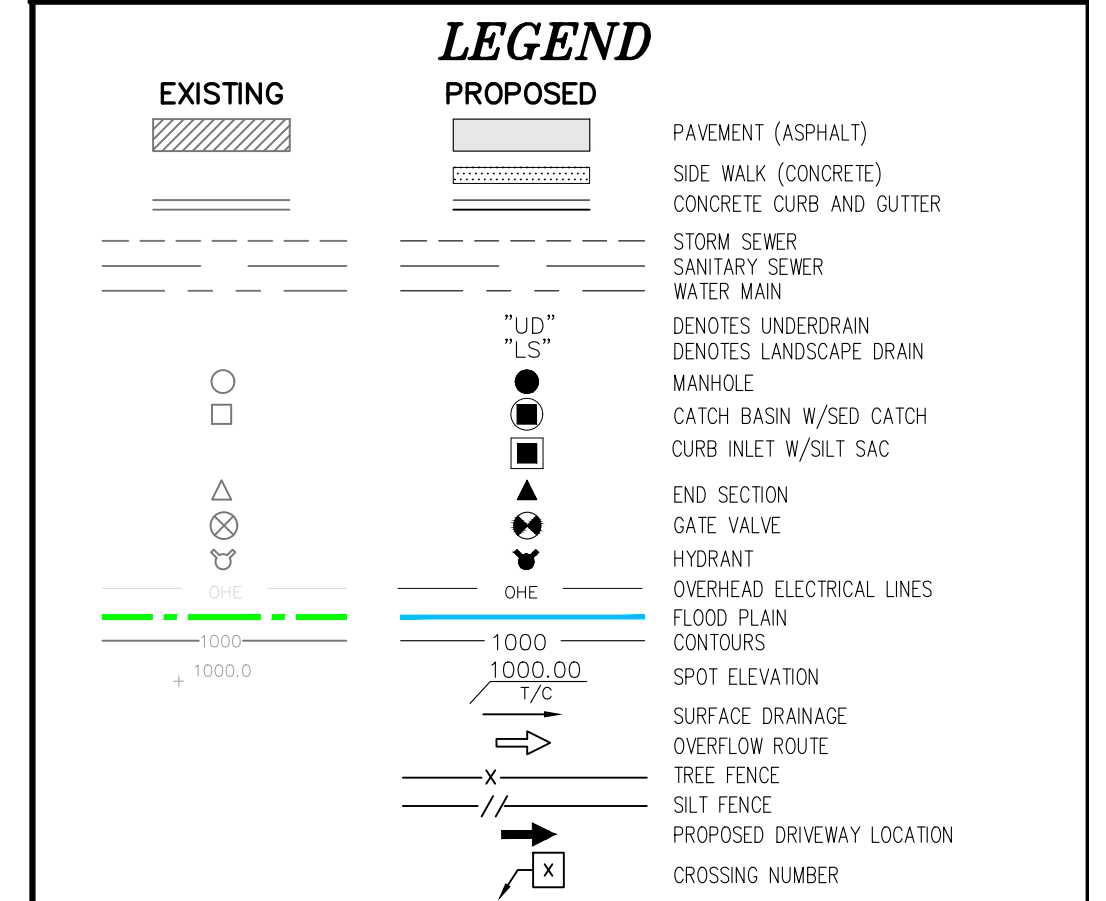 LEGEND
EXISTING PROPOSED
PAVEMENT (ASPHALT)
SIDE WALK (CONCRETE)
CONCRETE CURB AND GUTTER
STORM SEWER
SANITARY SEWER
WATER MAIN
"UD" DENOTES UNDERDRAIN
"LS" DENOTES LANDSCAPE DRAIN
MANHOLE
CATCH BASIN W/SED CATCH
CURB INLET W/SILT SAC
END SECTION
GATE VALVE
HYDRANT
OHE OHE OVERHEAD ELECTRICAL LINES
FLOOD PLAIN
1000 1000 CONTOURS
+ 1000.0 1000.00 SPOT ELEVATION
T/C
SURFACE DRAINAGE
OVERFLOW ROUTE
X TREE FENCE
// SILT FENCE
PROPOSED DRIVEWAY LOCATION
X CROSSING NUMBER